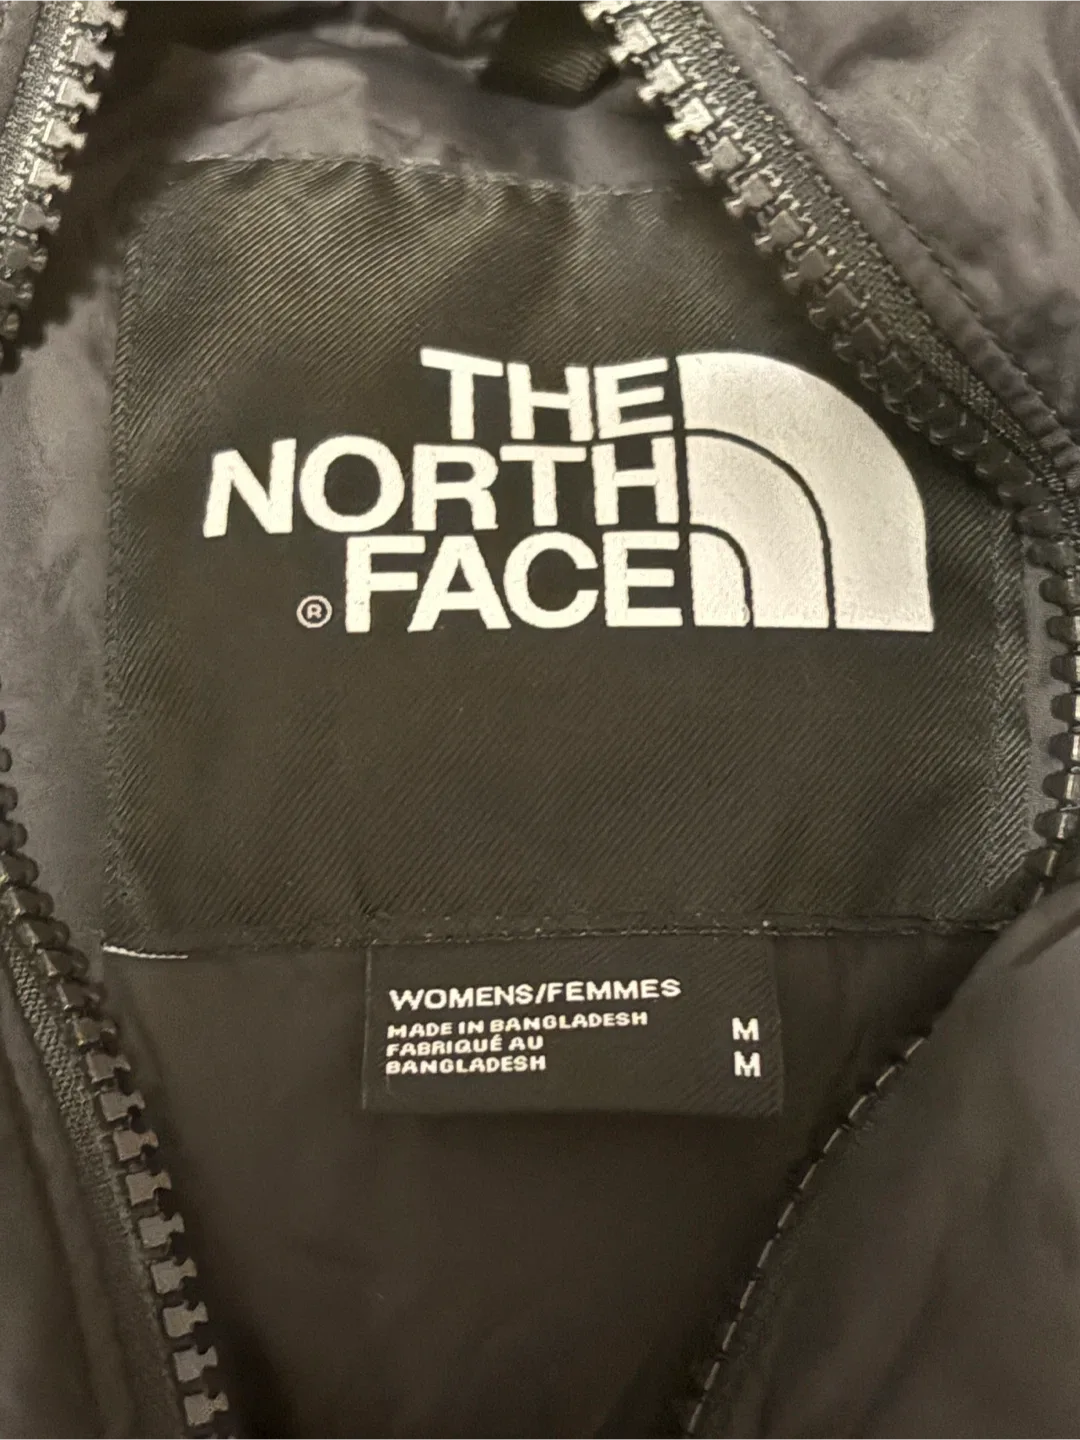 THE
NORTH
® FACE
WOMENS/FEMMES
MADE IN BANGLADESH M
FABRIQUÉ AU
BANGLADESH M